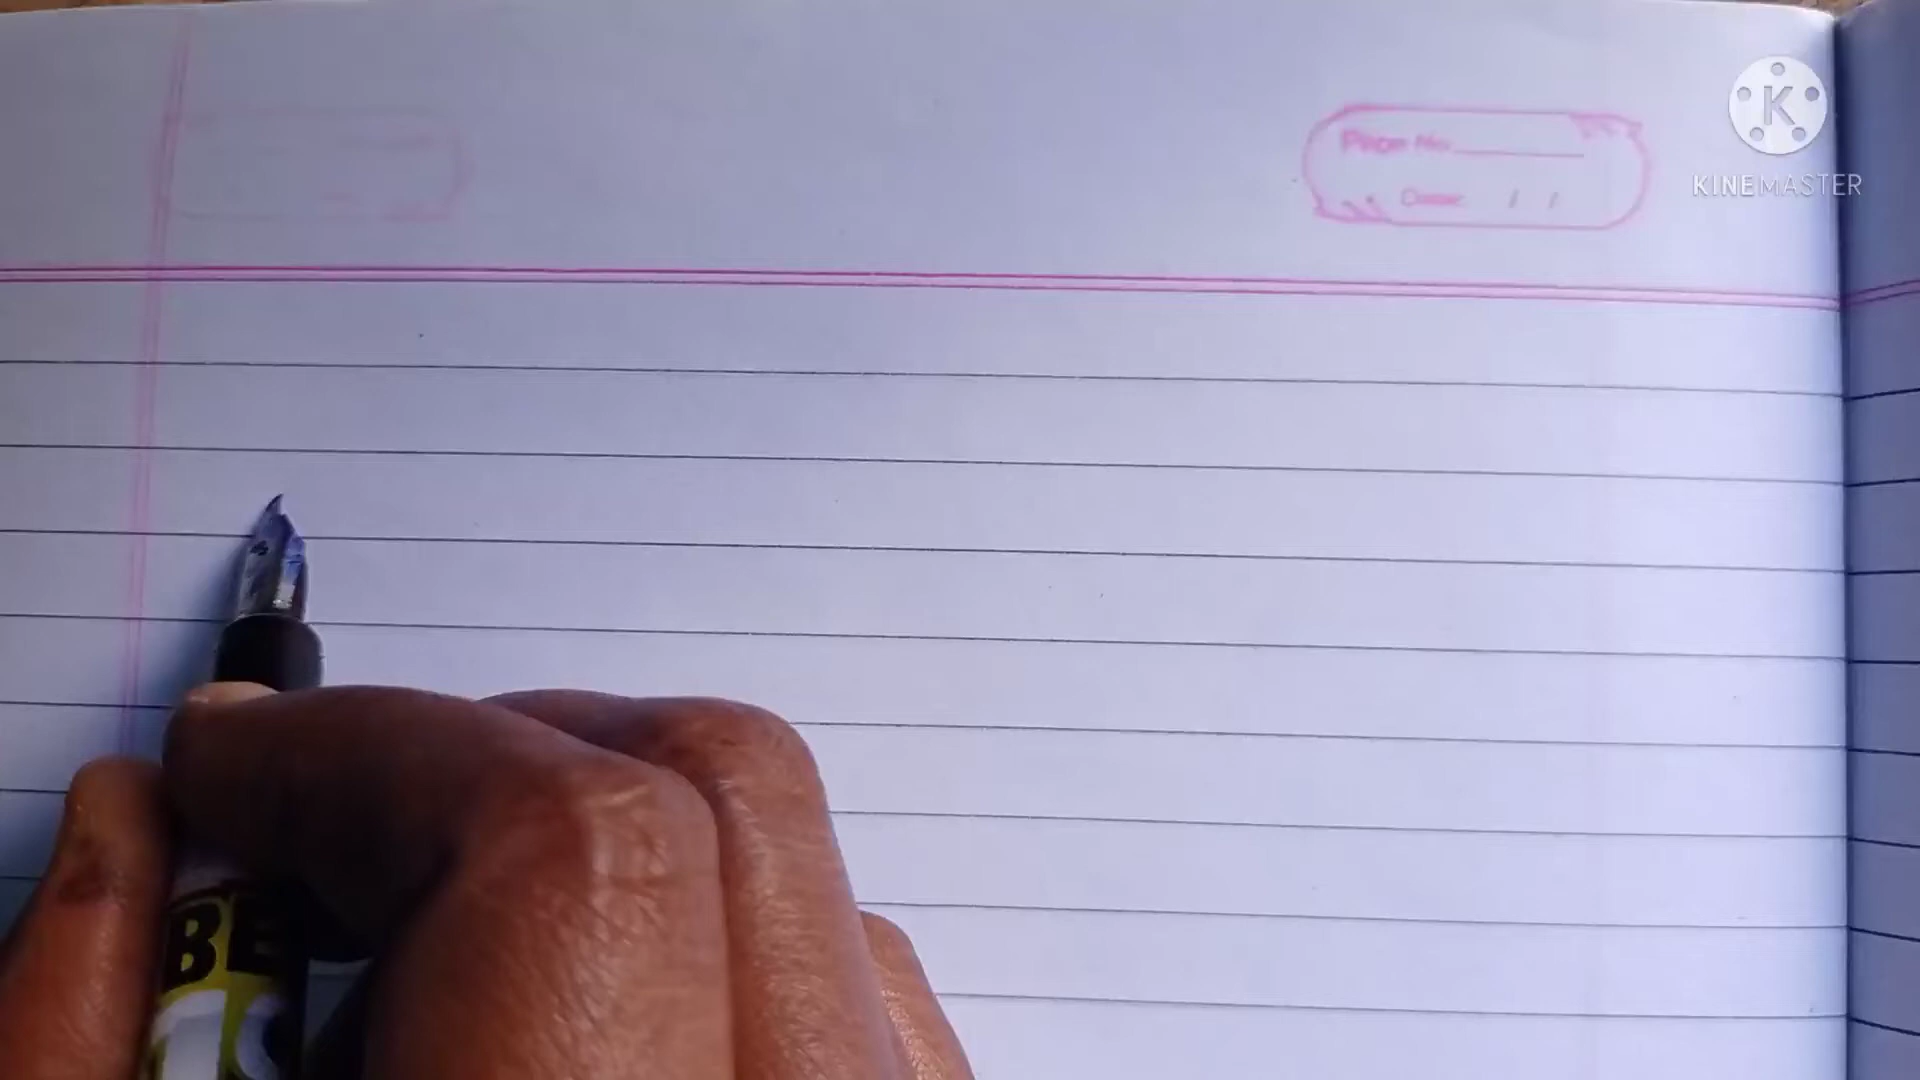 Page No.
Date: / /
KINEMASTER
BE